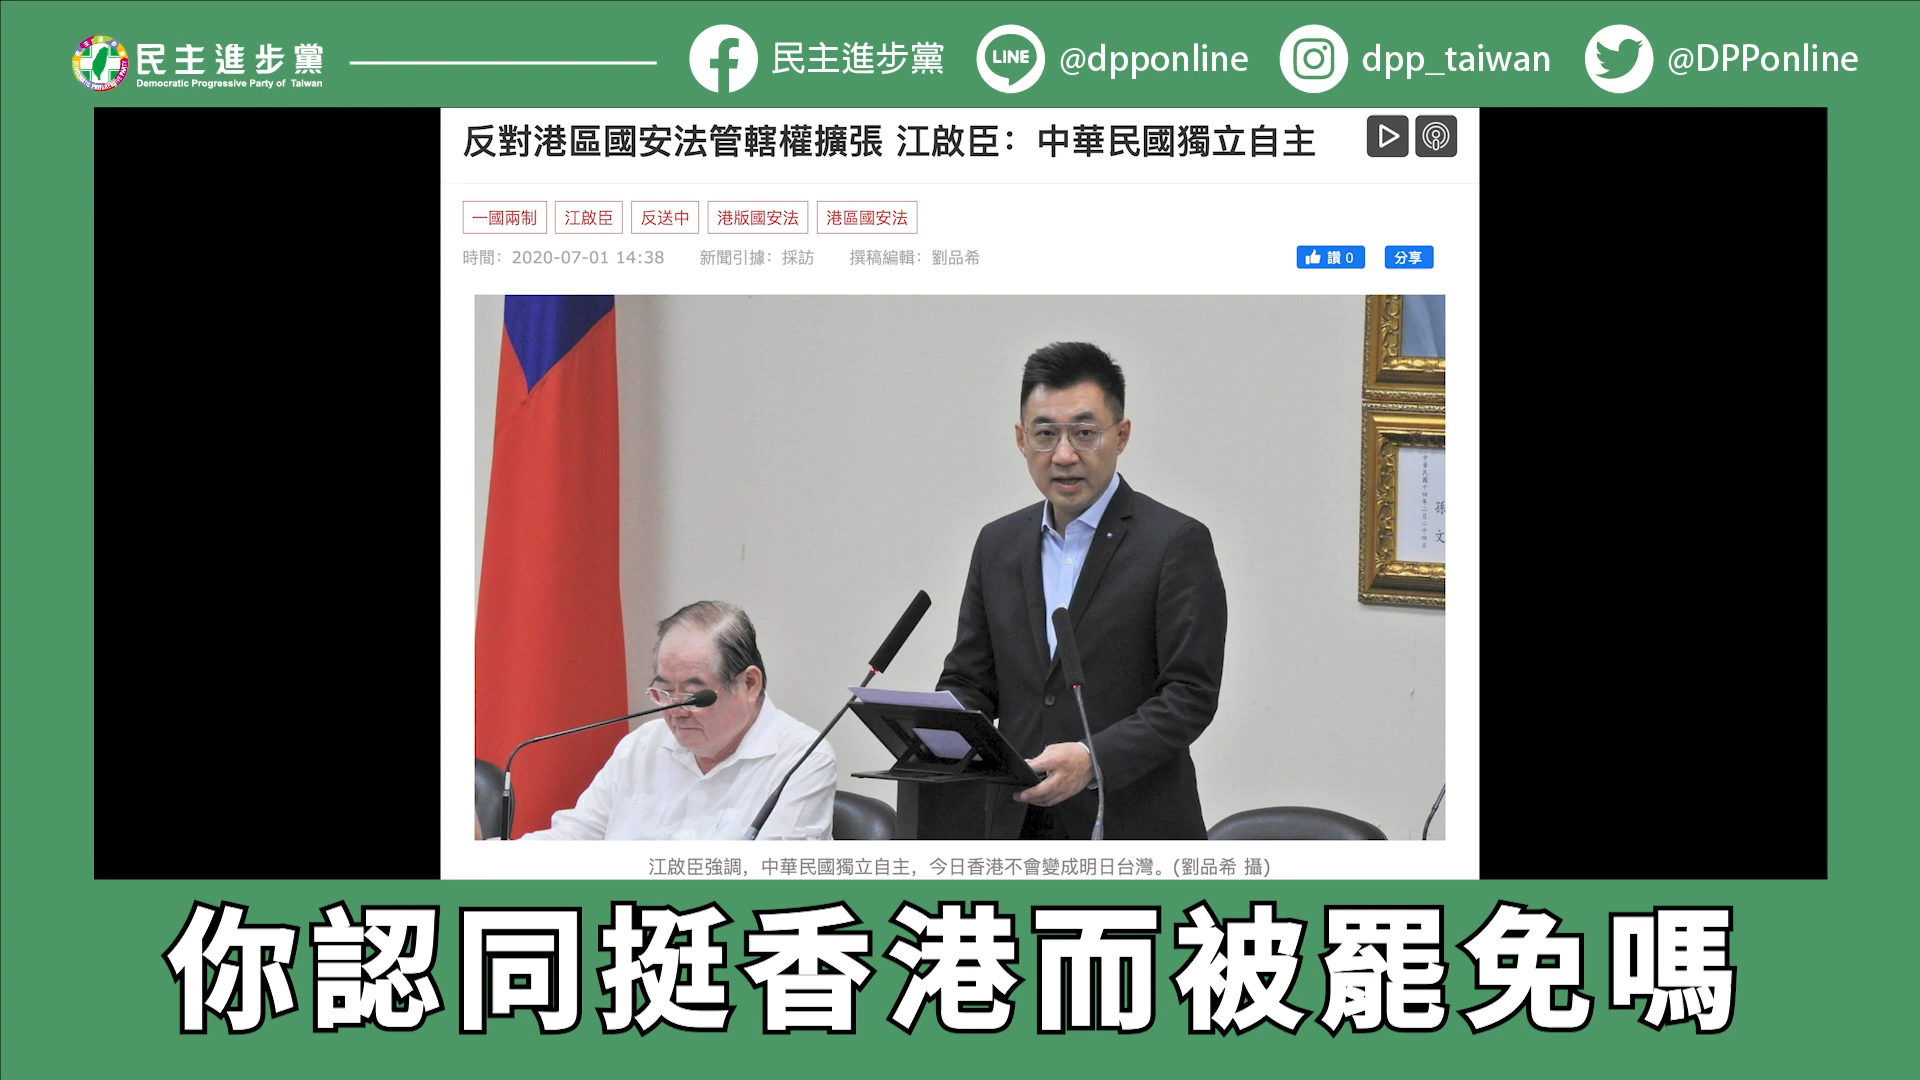 民主進步黨
Democratic Progressive Party of Taiwan
民主進步黨
LINE
@dpponline
dpp_taiwan
@DPPonline
反對港區國安法管轄權擴張 江啟臣：中華民國獨立自主
一國兩制
江啟臣
反送中
港版國安法
港區國安法
時間：2020-07-01 14:38
新聞引據：採訪
撰稿編輯：劉品希
讚 0
分享
孫文
江啟臣強調，中華民國獨立自主，今日香港不會變成明日台灣。(劉品希 攝)
你認同挺香港而被罷免嗎